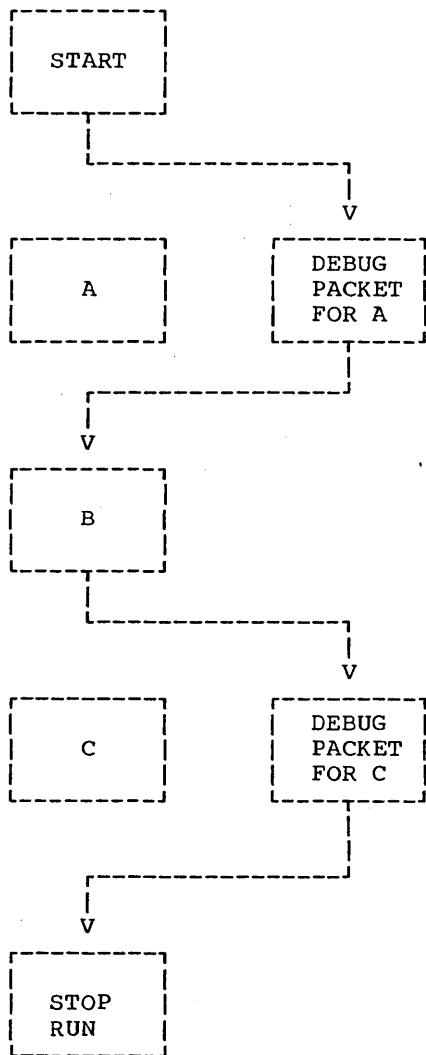 START
V
A
DEBUG
PACKET
FOR A
V
B
V
C
DEBUG
PACKET
FOR C
V
STOP
RUN